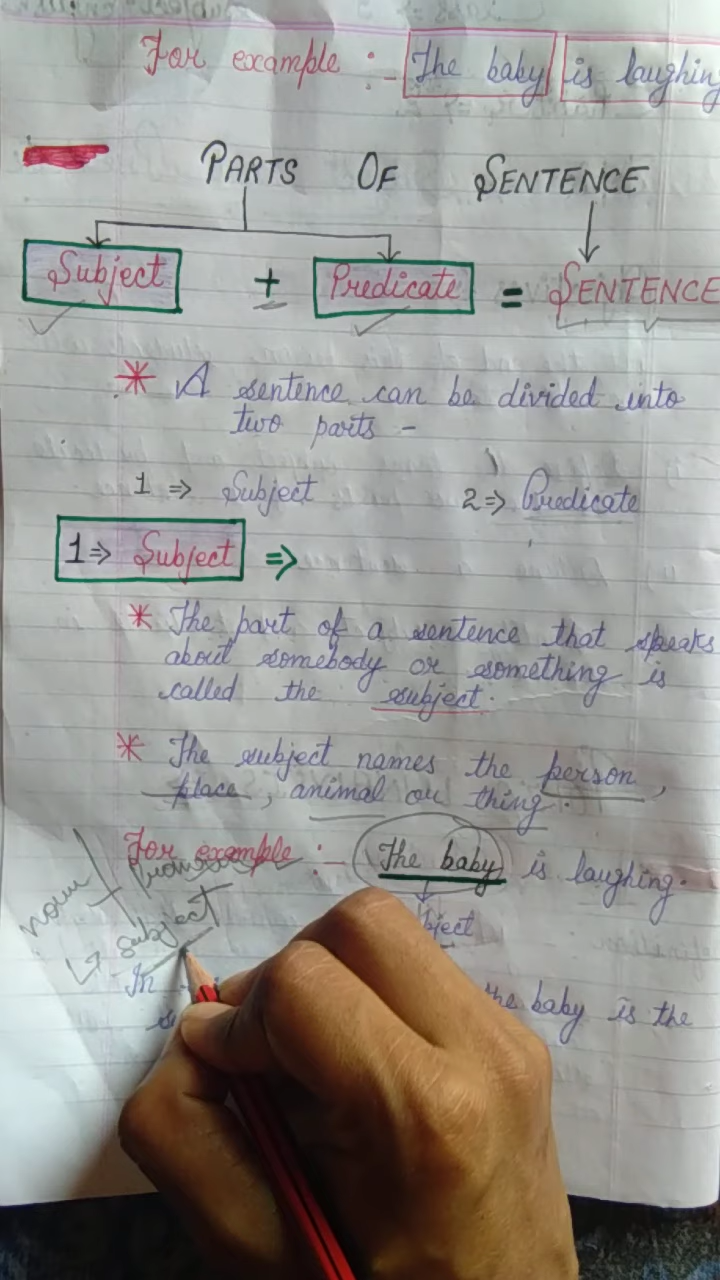 For example :- The baby is laughing
PARTS OF SENTENCE
Subject + Predicate = SENTENCE
* A sentence can be divided into
two parts -
1 ⇒ Subject 2 ⇒ Predicate
1 ⇒ Subject ⇒
* The part of a sentence that speaks
about somebody or something is
called the subject.
* The subject names the person,
place, animal or thing.
For example :- The baby is laughing.
noun
subject
bject
In
the baby is the